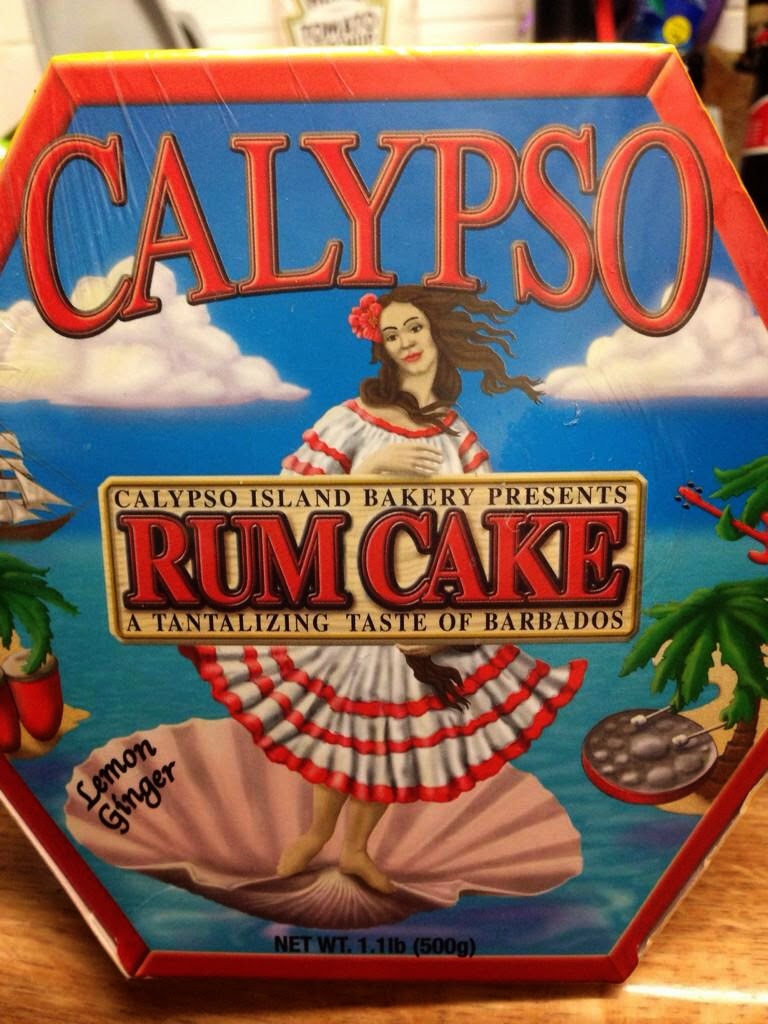 CALYPSO
CALYPSO ISLAND BAKERY PRESENTS
RUM CAKE
A TANTALIZING TASTE OF BARBADOS
Lemon
Ginger
NET WT. 1.1lb (500g)